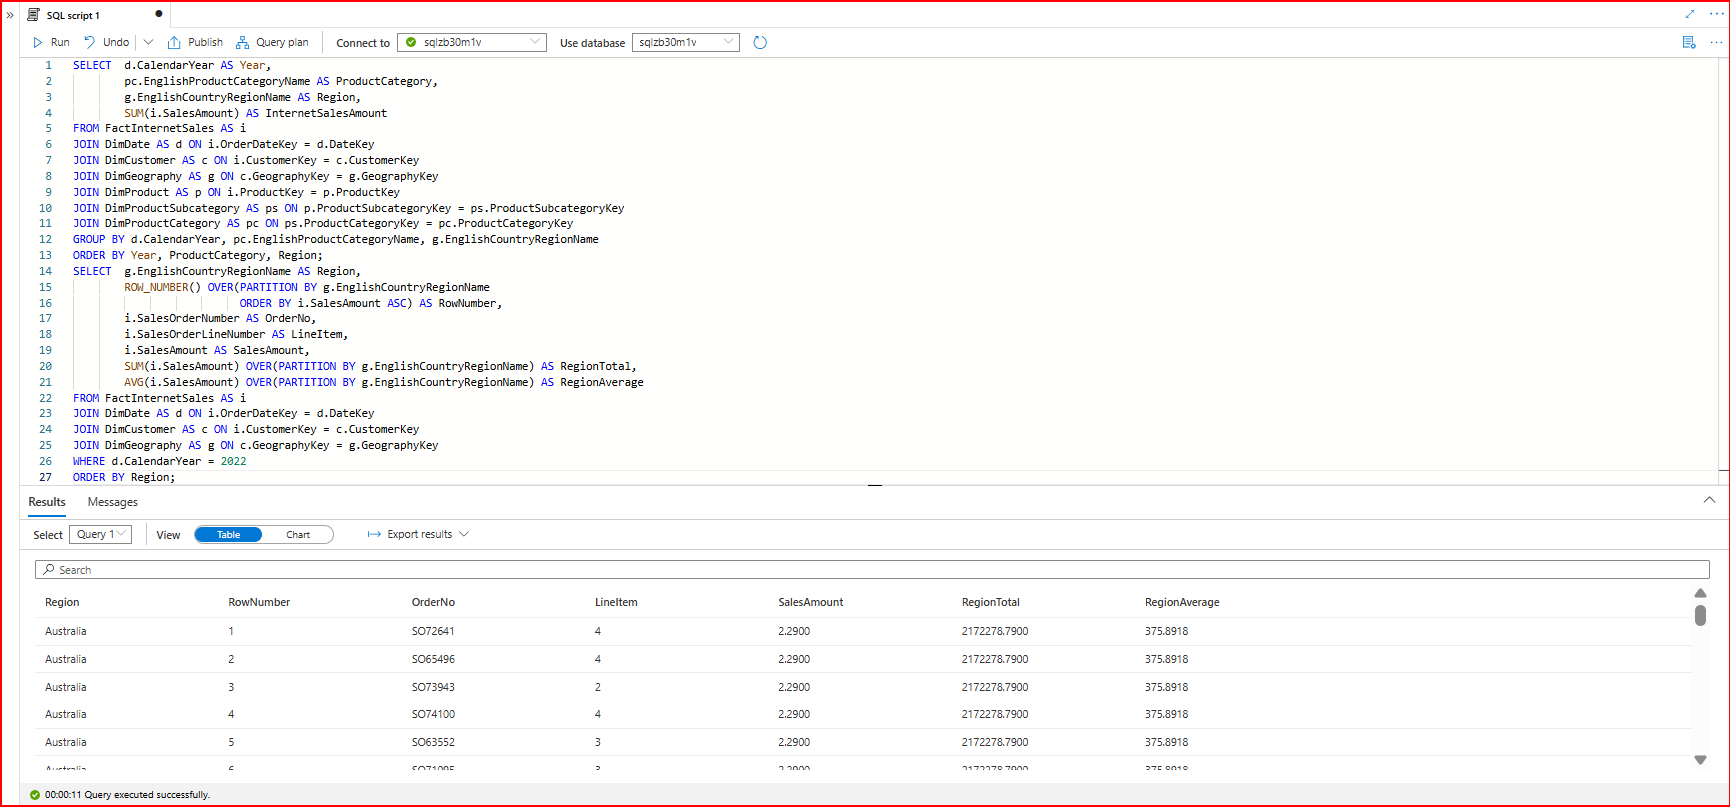 SQL script 1
Run Undo Publish Query plan Connect to sqlzb30m1v Use database sqlzb30m1v
1 SELECT d.CalendarYear AS Year,
2 pc.EnglishProductCategoryName AS ProductCategory,
3 g.EnglishCountryRegionName AS Region,
4 SUM(i.SalesAmount) AS InternetSalesAmount
5 FROM FactInternetSales AS i
6 JOIN DimDate AS d ON i.OrderDateKey = d.DateKey
7 JOIN DimCustomer AS c ON i.CustomerKey = c.CustomerKey
8 JOIN DimGeography AS g ON c.GeographyKey = g.GeographyKey
9 JOIN DimProduct AS p ON i.ProductKey = p.ProductKey
10 JOIN DimProductSubcategory AS ps ON p.ProductSubcategoryKey = ps.ProductSubcategoryKey
11 JOIN DimProductCategory AS pc ON ps.ProductCategoryKey = pc.ProductCategoryKey
12 GROUP BY d.CalendarYear, pc.EnglishProductCategoryName, g.EnglishCountryRegionName
13 ORDER BY Year, ProductCategory, Region;
14 SELECT g.EnglishCountryRegionName AS Region,
15 ROW_NUMBER() OVER(PARTITION BY g.EnglishCountryRegionName
16 ORDER BY i.SalesAmount ASC) AS RowNumber,
17 i.SalesOrderNumber AS OrderNo,
18 i.SalesOrderLineNumber AS LineItem,
19 i.SalesAmount AS SalesAmount,
20 SUM(i.SalesAmount) OVER(PARTITION BY g.EnglishCountryRegionName) AS RegionTotal,
21 AVG(i.SalesAmount) OVER(PARTITION BY g.EnglishCountryRegionName) AS RegionAverage
22 FROM FactInternetSales AS i
23 JOIN DimDate AS d ON i.OrderDateKey = d.DateKey
24 JOIN DimCustomer AS c ON i.CustomerKey = c.CustomerKey
25 JOIN DimGeography AS g ON c.GeographyKey = g.GeographyKey
26 WHERE d.CalendarYear = 2022
27 ORDER BY Region;
Results Messages
Select Query 1 View Table Chart Export results
Search
Region RowNumber OrderNo LineItem SalesAmount RegionTotal RegionAverage
Australia 1 SO72641 4 2.2900 2172278.7900 375.8918
Australia 2 SO65496 4 2.2900 2172278.7900 375.8918
Australia 3 SO73943 2 2.2900 2172278.7900 375.8918
Australia 4 SO74100 4 2.2900 2172278.7900 375.8918
Australia 5 SO63552 3 2.2900 2172278.7900 375.8918
00:00:11 Query executed successfully.